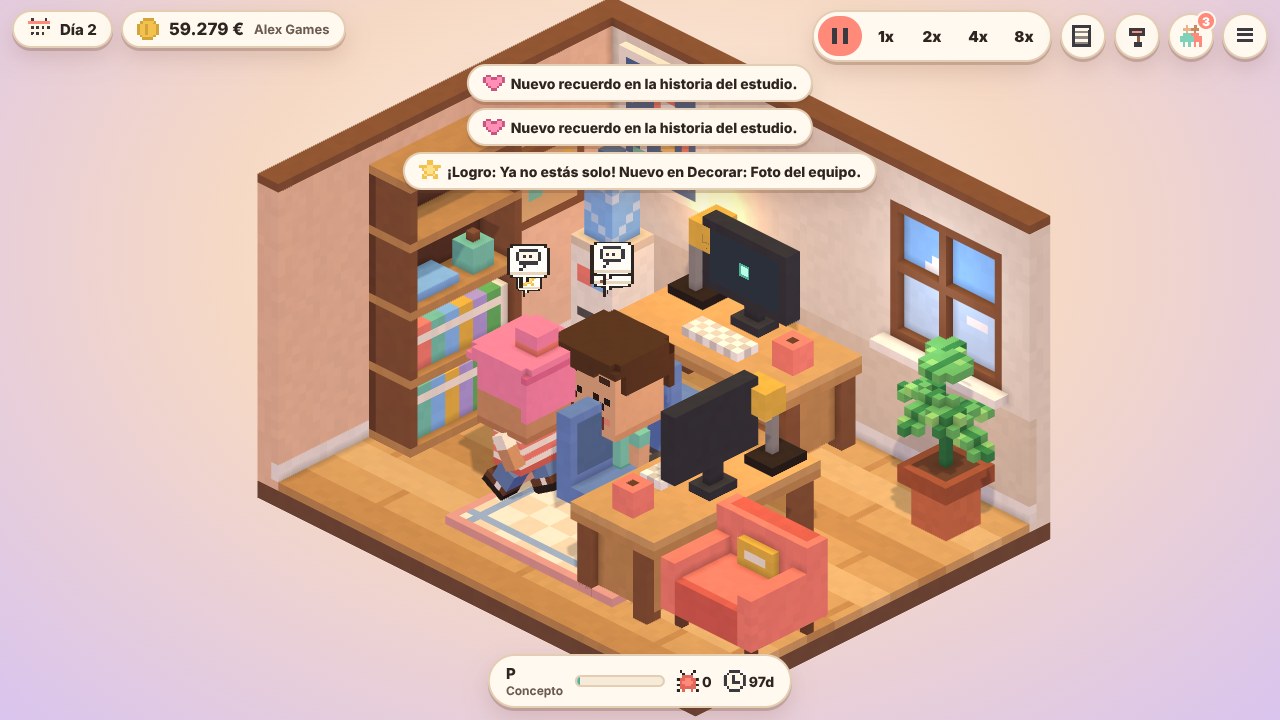 Día 2
59.279 € Alex Games
1x 2x 4x 8x
3
Nuevo recuerdo en la historia del estudio.
Nuevo recuerdo en la historia del estudio.
¡Logro: Ya no estás solo! Nuevo en Decorar: Foto del equipo.
P
Concepto
0
97d